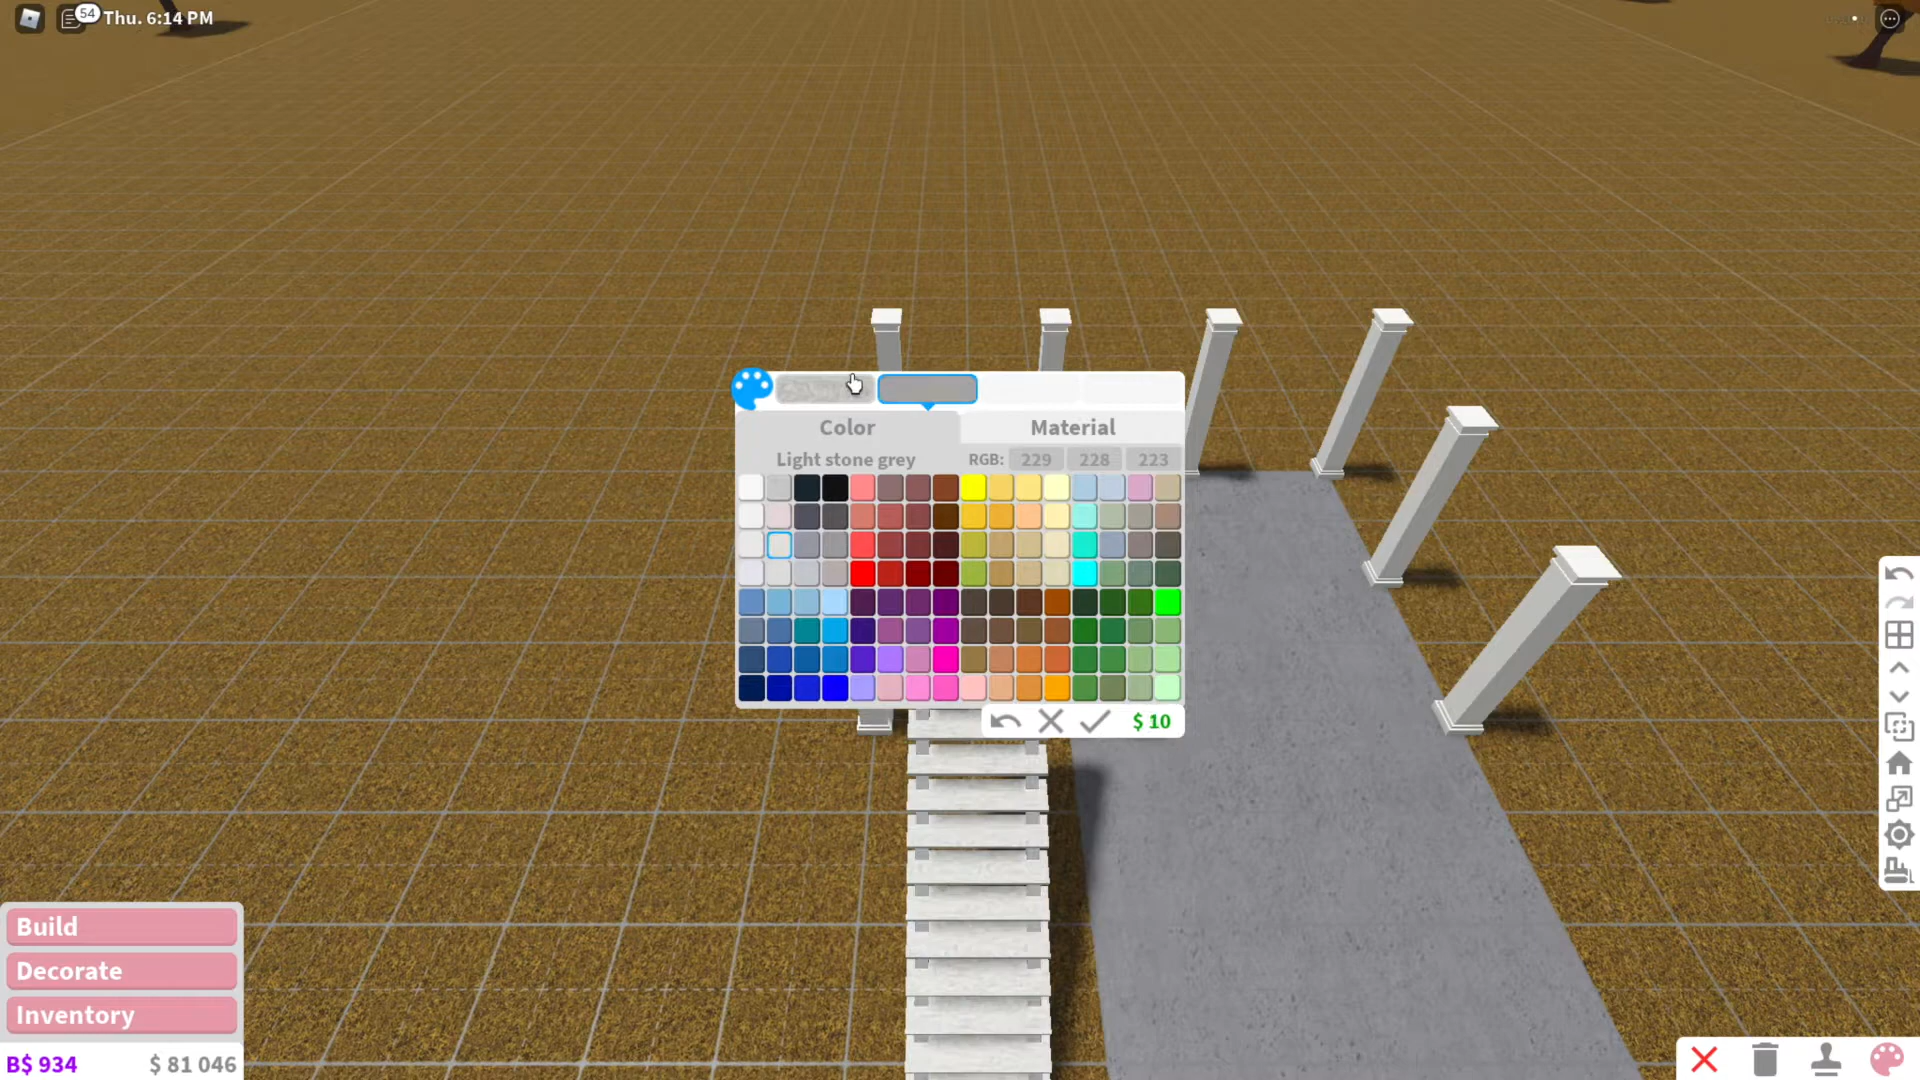 54 Thu. 6:14 PM
Color
Material
Light stone grey
RGB: 229 228 223
$ 10
Build
Decorate
Inventory
B$ 934
$ 81 046